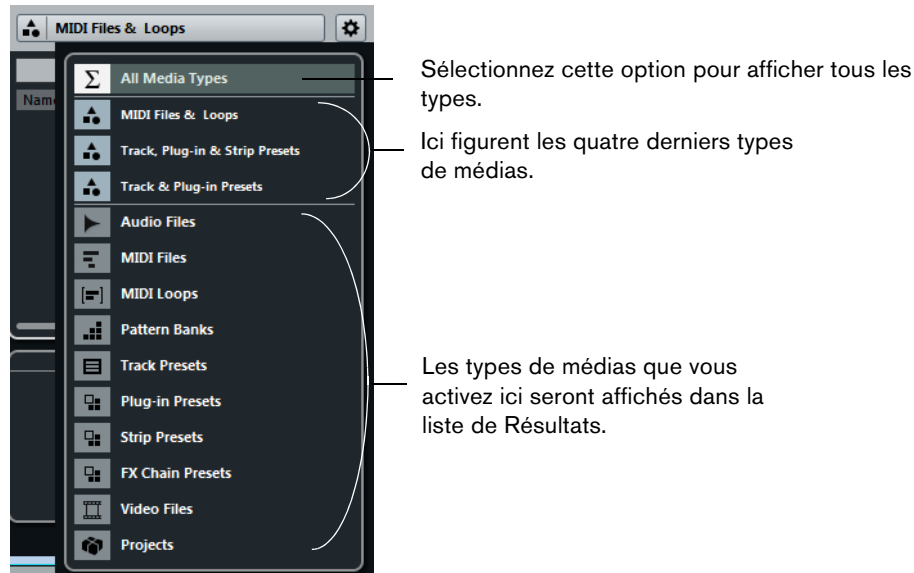 MIDI Files & Loops
Name
All Media Types
MIDI Files & Loops
Track, Plug-in & Strip Presets
Track & Plug-in Presets
Audio Files
MIDI Files
MIDI Loops
Pattern Banks
Track Presets
Plug-in Presets
Strip Presets
FX Chain Presets
Video Files
Projects
Sélectionnez cette option pour afficher tous les
types.
Ici figurent les quatre derniers types
de médias.
Les types de médias que vous
activez ici seront affichés dans la
liste de Résultats.